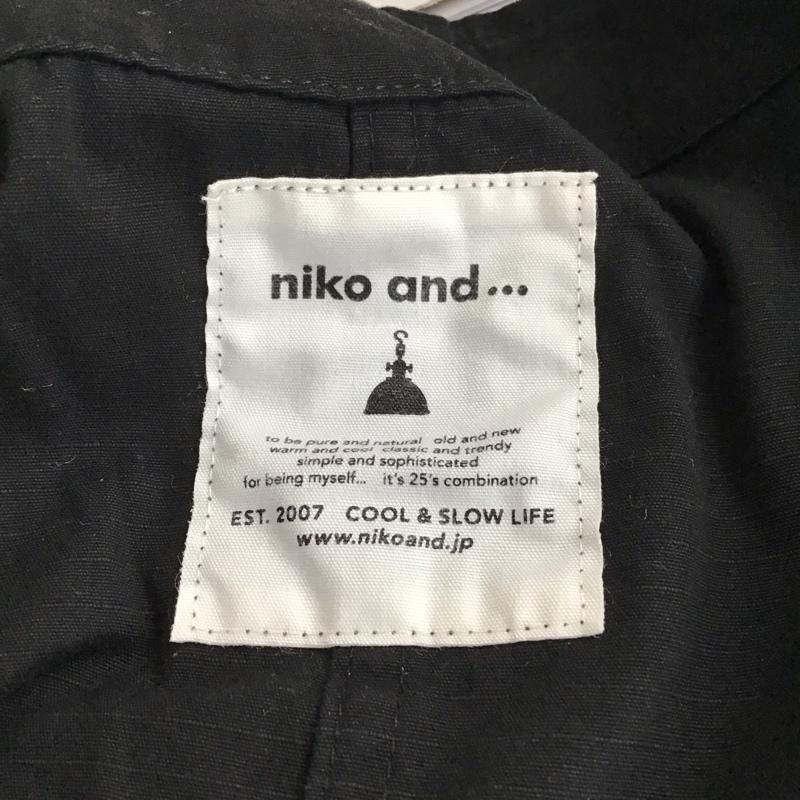 niko and...
to be pure and natural old and new
warm and cool classic and trendy
simple and sophisticated
for being myself... it's 25's combination
EST. 2007 COOL & SLOW LIFE
www.nikoand.jp